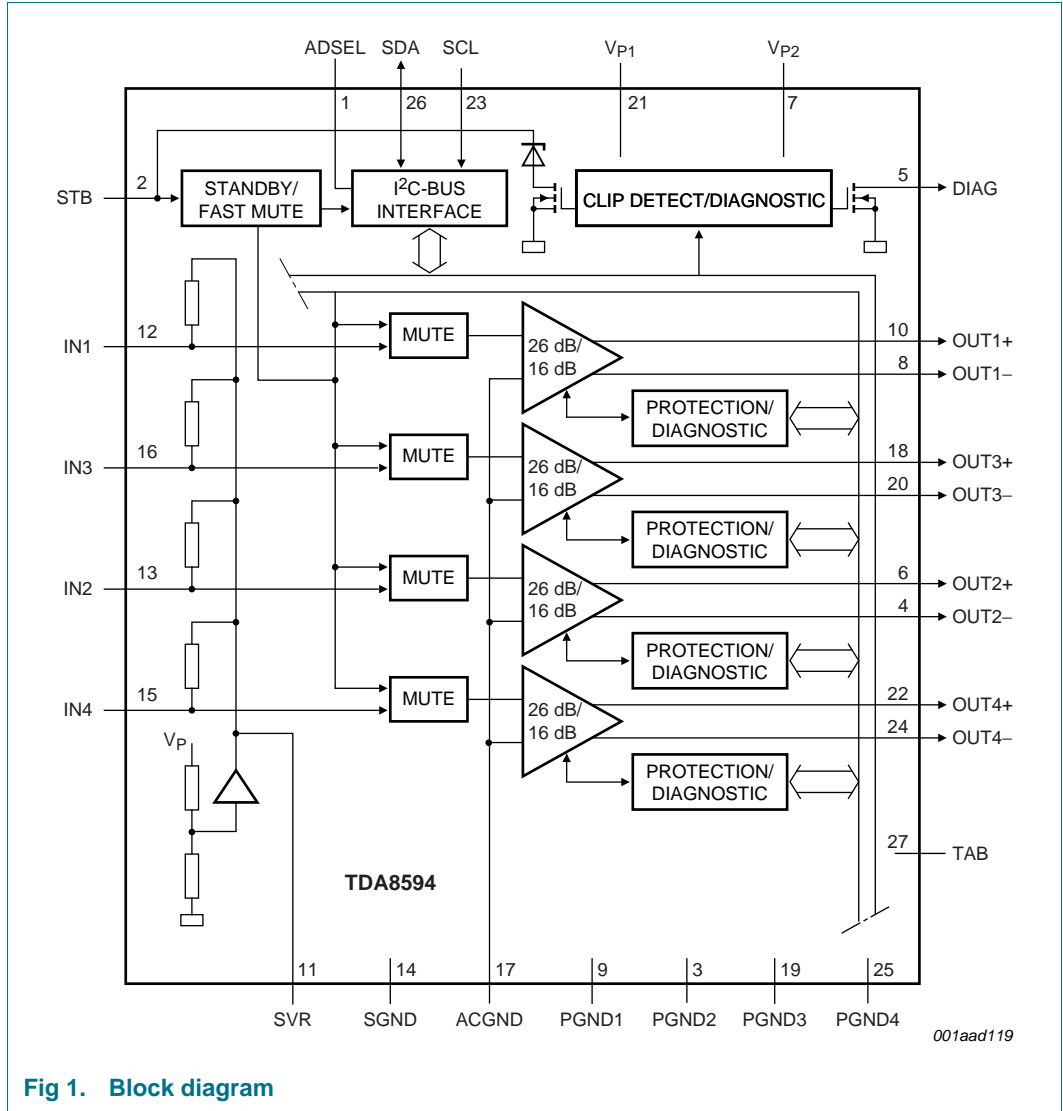 ADSEL SDA SCL VP1 VP2
1 26 23 21 7
STB 2 STANDBY/ FAST MUTE
I2C-BUS INTERFACE
CLIP DETECT/DIAGNOSTIC
5 DIAG
IN1 12 MUTE 26 dB/ 16 dB
10 OUT1+
8 OUT1−
PROTECTION/ DIAGNOSTIC
IN3 16 MUTE 26 dB/ 16 dB
18 OUT3+
20 OUT3−
PROTECTION/ DIAGNOSTIC
IN2 13 MUTE 26 dB/ 16 dB
6 OUT2+
4 OUT2−
PROTECTION/ DIAGNOSTIC
IN4 15 MUTE 26 dB/ 16 dB
22 OUT4+
24 OUT4−
VP
PROTECTION/ DIAGNOSTIC
27 TAB
TDA8594
11 14 17 9 3 19 25
SVR SGND ACGND PGND1 PGND2 PGND3 PGND4
001aad119
Fig 1. Block diagram